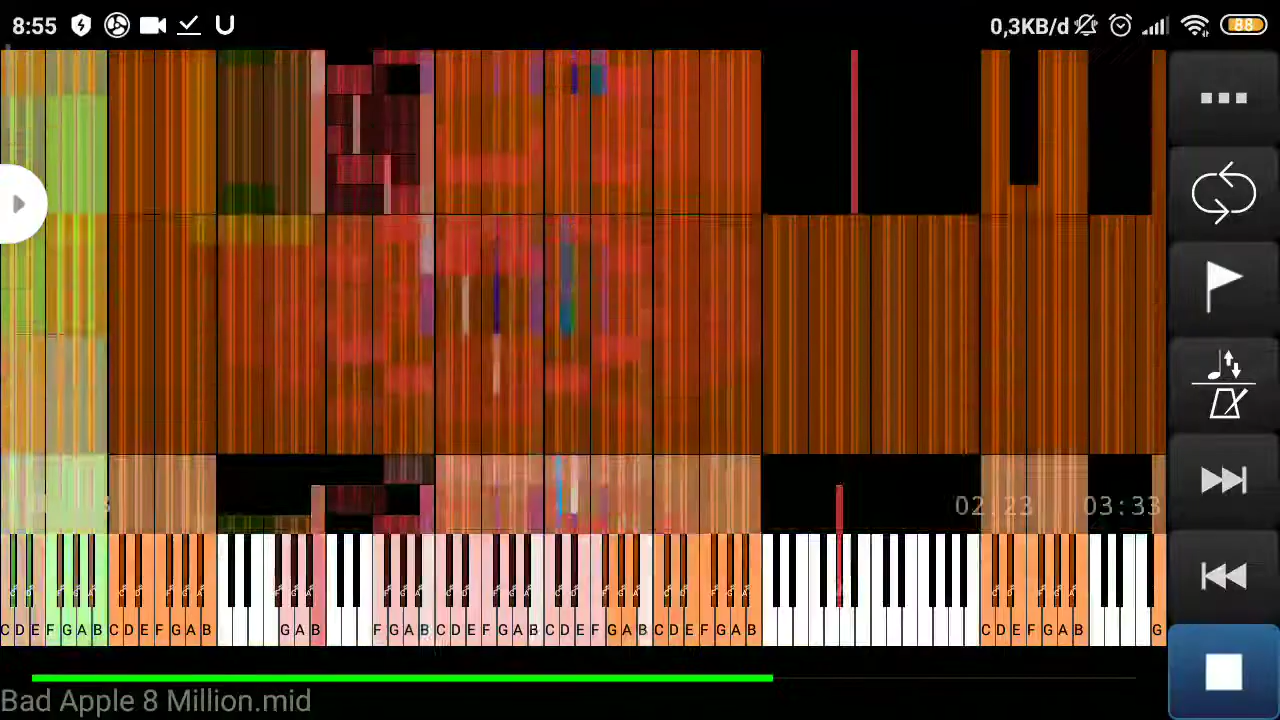 8:55
0,3KB/d
88
02:23 03:33
G A B F G A B C D E F G A B C D E F G A B C D E F G A B C D E F G A B G
C D E F G A B C D E F G A B
Bad Apple 8 Million.mid